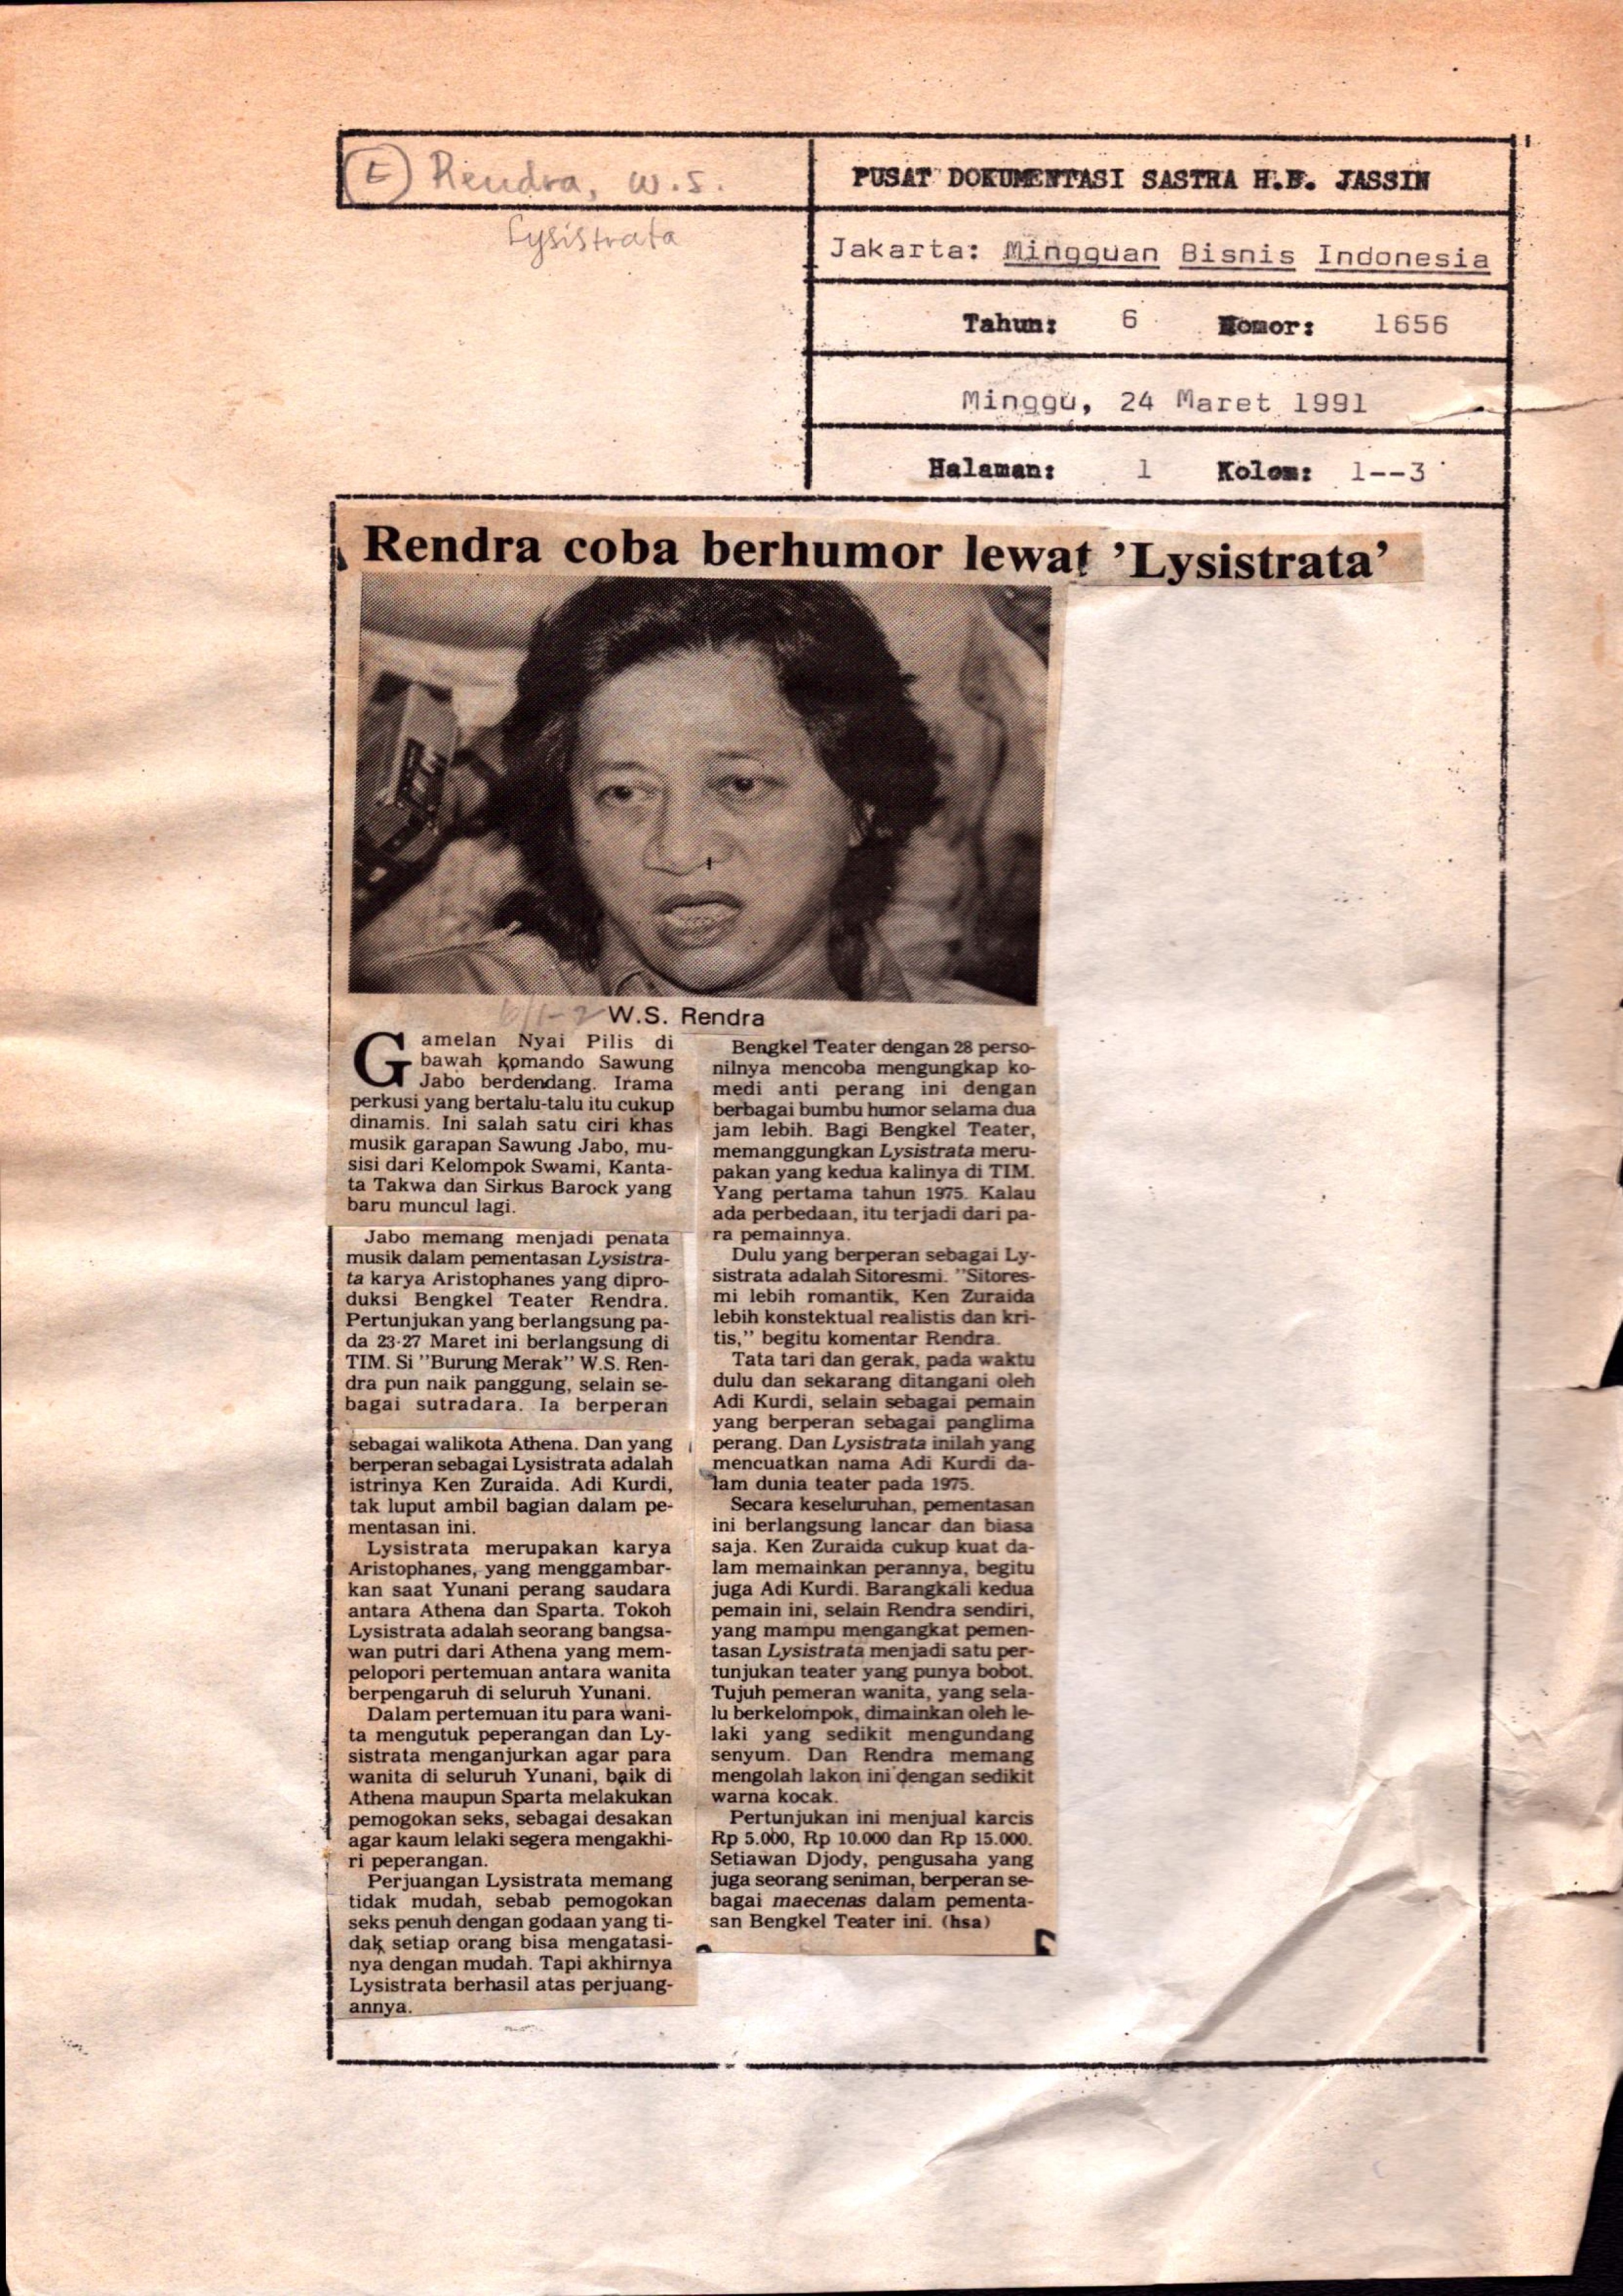 E Rendra, W.S.
Lysistrata
PUSAT DOKUMENTASI SASTRA H.B. JASSIN
Jakarta: Mingguan Bisnis Indonesia
Tahun: 6 Nomor: 1656
Minggu, 24 Maret 1991
Halaman: 1 Kolom: 1--3
Rendra coba berhumor lewat 'Lysistrata'
W.S. Rendra
Gamelan Nyai Pilis di
bawah komando Sawung
Jabo berdendang. Irama
perkusi yang bertalu-talu itu cukup
dinamis. Ini salah satu ciri khas
musik garapan Sawung Jabo, mu-
sisi dari Kelompok Swami, Kanta-
ta Takwa dan Sirkus Barock yang
baru muncul lagi.
Jabo memang menjadi penata
musik dalam pementasan Lysistra-
ta karya Aristophanes yang dipro-
duksi Bengkel Teater Rendra.
Pertunjukan yang berlangsung pa-
da 23-27 Maret ini berlangsung di
TIM. Si "Burung Merak" W.S. Ren-
dra pun naik panggung, selain se-
bagai sutradara. Ia berperan
sebagai walikota Athena. Dan yang
berperan sebagai Lysistrata adalah
istrinya Ken Zuraida. Adi Kurdi,
tak luput ambil bagian dalam pe-
mentasan ini.
Lysistrata merupakan karya
Aristophanes, yang menggambar-
kan saat Yunani perang saudara
antara Athena dan Sparta. Tokoh
Lysistrata adalah seorang bangsa-
wan putri dari Athena yang mem-
pelopori pertemuan antara wanita
berpengaruh di seluruh Yunani.
Dalam pertemuan itu para wani-
ta mengutuk peperangan dan Ly-
sistrata menganjurkan agar para
wanita di seluruh Yunani, baik di
Athena maupun Sparta melakukan
pemogokan seks, sebagai desakan
agar kaum lelaki segera mengakhi-
ri peperangan.
Perjuangan Lysistrata memang
tidak mudah, sebab pemogokan
seks penuh dengan godaan yang ti-
dak setiap orang bisa mengatasi-
nya dengan mudah. Tapi akhirnya
Lysistrata berhasil atas perjuang-
annya.
Bengkel Teater dengan 28 perso-
nilnya mencoba mengungkap ko-
medi anti perang ini dengan
berbagai bumbu humor selama dua
jam lebih. Bagi Bengkel Teater,
memanggungkan Lysistrata meru-
pakan yang kedua kalinya di TIM.
Yang pertama tahun 1975. Kalau
ada perbedaan, itu terjadi dari pa-
ra pemainnya.
Dulu yang berperan sebagai Ly-
sistrata adalah Sitoresmi. "Sitores-
mi lebih romantik, Ken Zuraida
lebih konstektual realistis dan kri-
tis," begitu komentar Rendra.
Tata tari dan gerak, pada waktu
dulu dan sekarang ditangani oleh
Adi Kurdi, selain sebagai pemain
yang berperan sebagai panglima
perang. Dan Lysistrata inilah yang
mencuatkan nama Adi Kurdi da-
lam dunia teater pada 1975.
Secara keseluruhan, pementasan
ini berlangsung lancar dan biasa
saja. Ken Zuraida cukup kuat da-
lam memainkan perannya, begitu
juga Adi Kurdi. Barangkali kedua
pemain ini, selain Rendra sendiri,
yang mampu mengangkat pemen-
tasan Lysistrata menjadi satu per-
tunjukan teater yang punya bobot.
Tujuh pemeran wanita, yang sela-
lu berkelompok, dimainkan oleh le-
laki yang sedikit mengundang
senyum. Dan Rendra memang
mengolah lakon ini dengan sedikit
warna kocak.
Pertunjukan ini menjual karcis
Rp 5.000, Rp 10.000 dan Rp 15.000.
Setiawan Djody, pengusaha yang
juga seorang seniman, berperan se-
bagai maecenas dalam pementa-
san Bengkel Teater ini. (hsa)